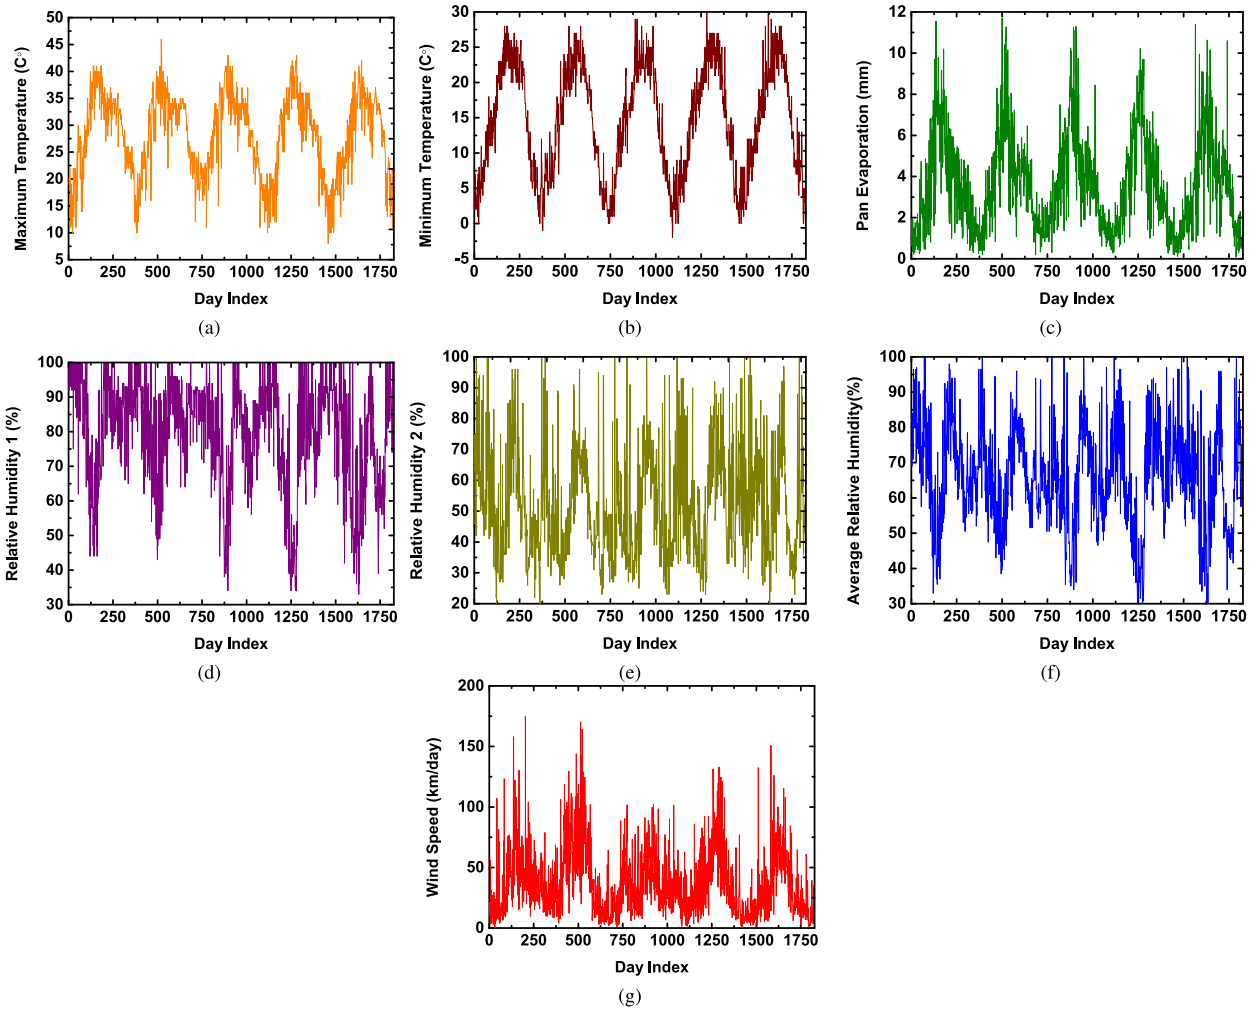 50
45
40
35
30
25
20
15
10
5
Maximum Temperature (C°)
0 250 500 750 1000 1250 1500 1750
Day Index
(a)
30
25
20
15
10
5
0
-5
Minimum Temperature (C°)
0 250 500 750 1000 1250 1500 1750
Day Index
(b)
12
10
8
6
4
2
0
Pan Evaporation (mm)
0 250 500 750 1000 1250 1500 1750
Day Index
(c)
100
90
80
70
60
50
40
30
Relative Humidity 1 (%)
0 250 500 750 1000 1250 1500 1750
Day Index
(d)
100
90
80
70
60
50
40
30
20
Relative Humidity 2 (%)
0 250 500 750 1000 1250 1500 1750
Day Index
(e)
100
90
80
70
60
50
40
30
Average Relative Humidity(%)
0 250 500 750 1000 1250 1500 1750
Day Index
(f)
200
150
100
50
0
Wind Speed (km/day)
0 250 500 750 1000 1250 1500 1750
Day Index
(g)